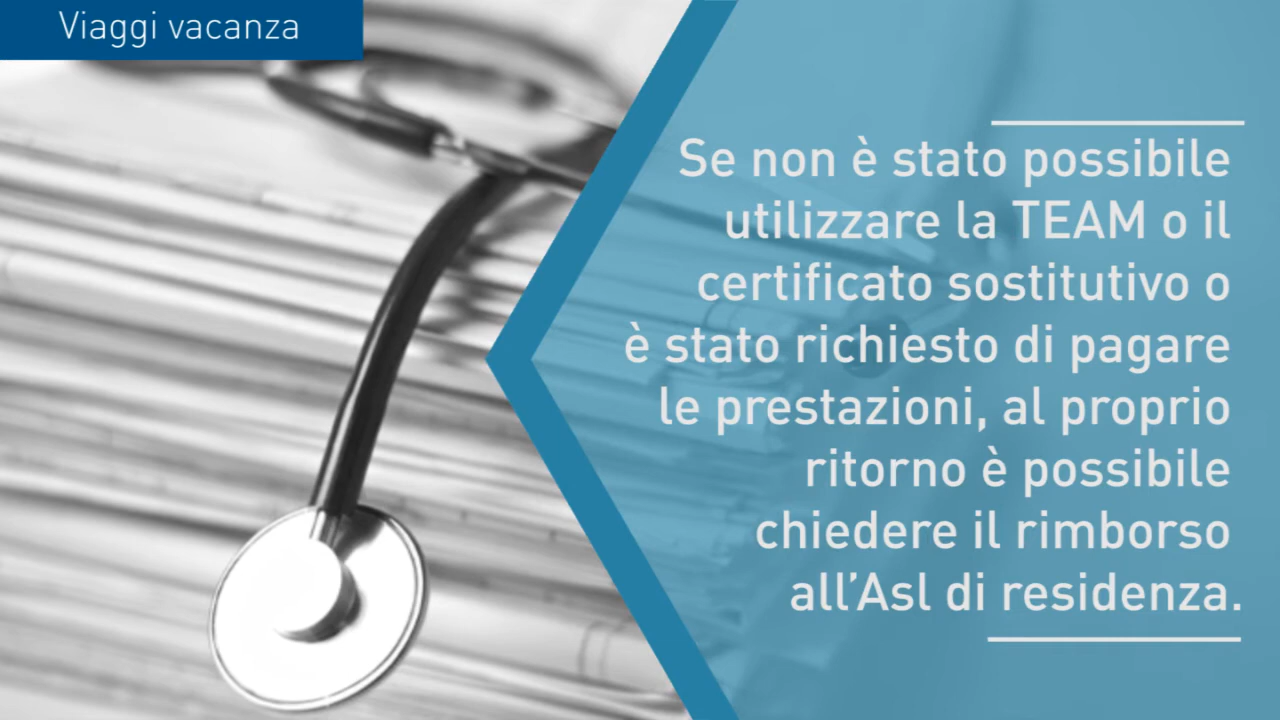 Viaggi vacanza
Se non è stato possibile
utilizzare la TEAM o il
certificato sostitutivo o
è stato richiesto di pagare
le prestazioni, al proprio
ritorno è possibile
chiedere il rimborso
all’Asl di residenza.